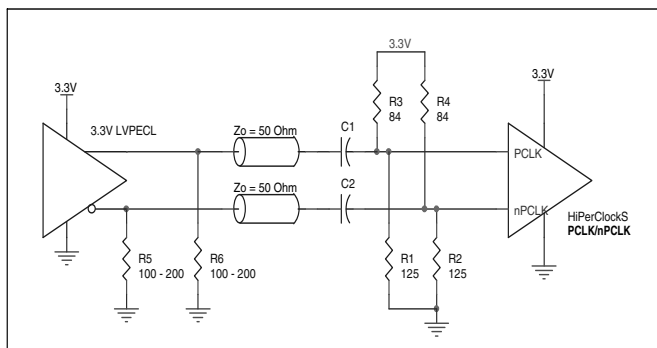 3.3V
3.3V
3.3V
R3
84
R4
84
3.3V LVPECL
Zo = 50 Ohm
C1
PCLK
Zo = 50 Ohm
C2
nPCLK
HiPerClockS
PCLK/nPCLK
R5
100 - 200
R6
100 - 200
R1
125
R2
125